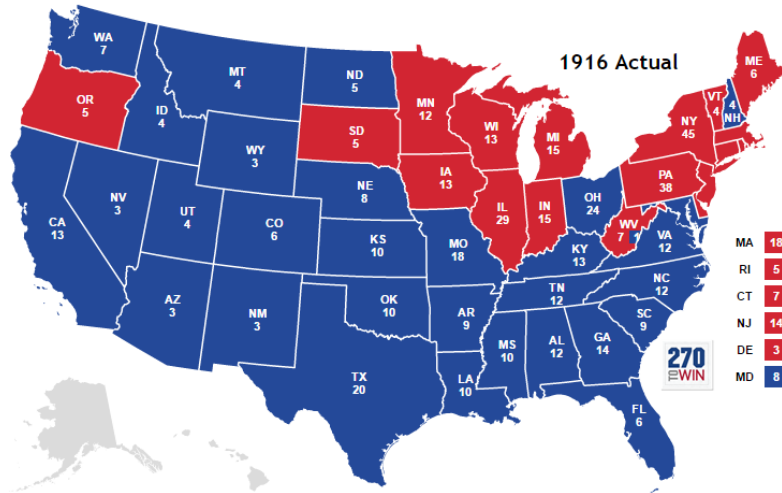 1916 Actual
WA
7
OR
5
CA
13
NV
3
ID
4
MT
4
WY
3
UT
4
AZ
3
CO
6
NM
3
ND
5
SD
5
NE
8
KS
10
OK
10
TX
20
MN
12
IA
13
MO
18
AR
9
LA
10
WI
13
IL
29
MI
15
IN
15
OH
24
KY
13
TN
12
MS
10
AL
12
GA
14
FL
6
SC
9
NC
12
VA
12
WV
7 1
PA
38
NY
45
VT
4
4
NH
ME
6
MA 18
RI 5
CT 7
NJ 14
DE 3
MD 8
270
TO WIN